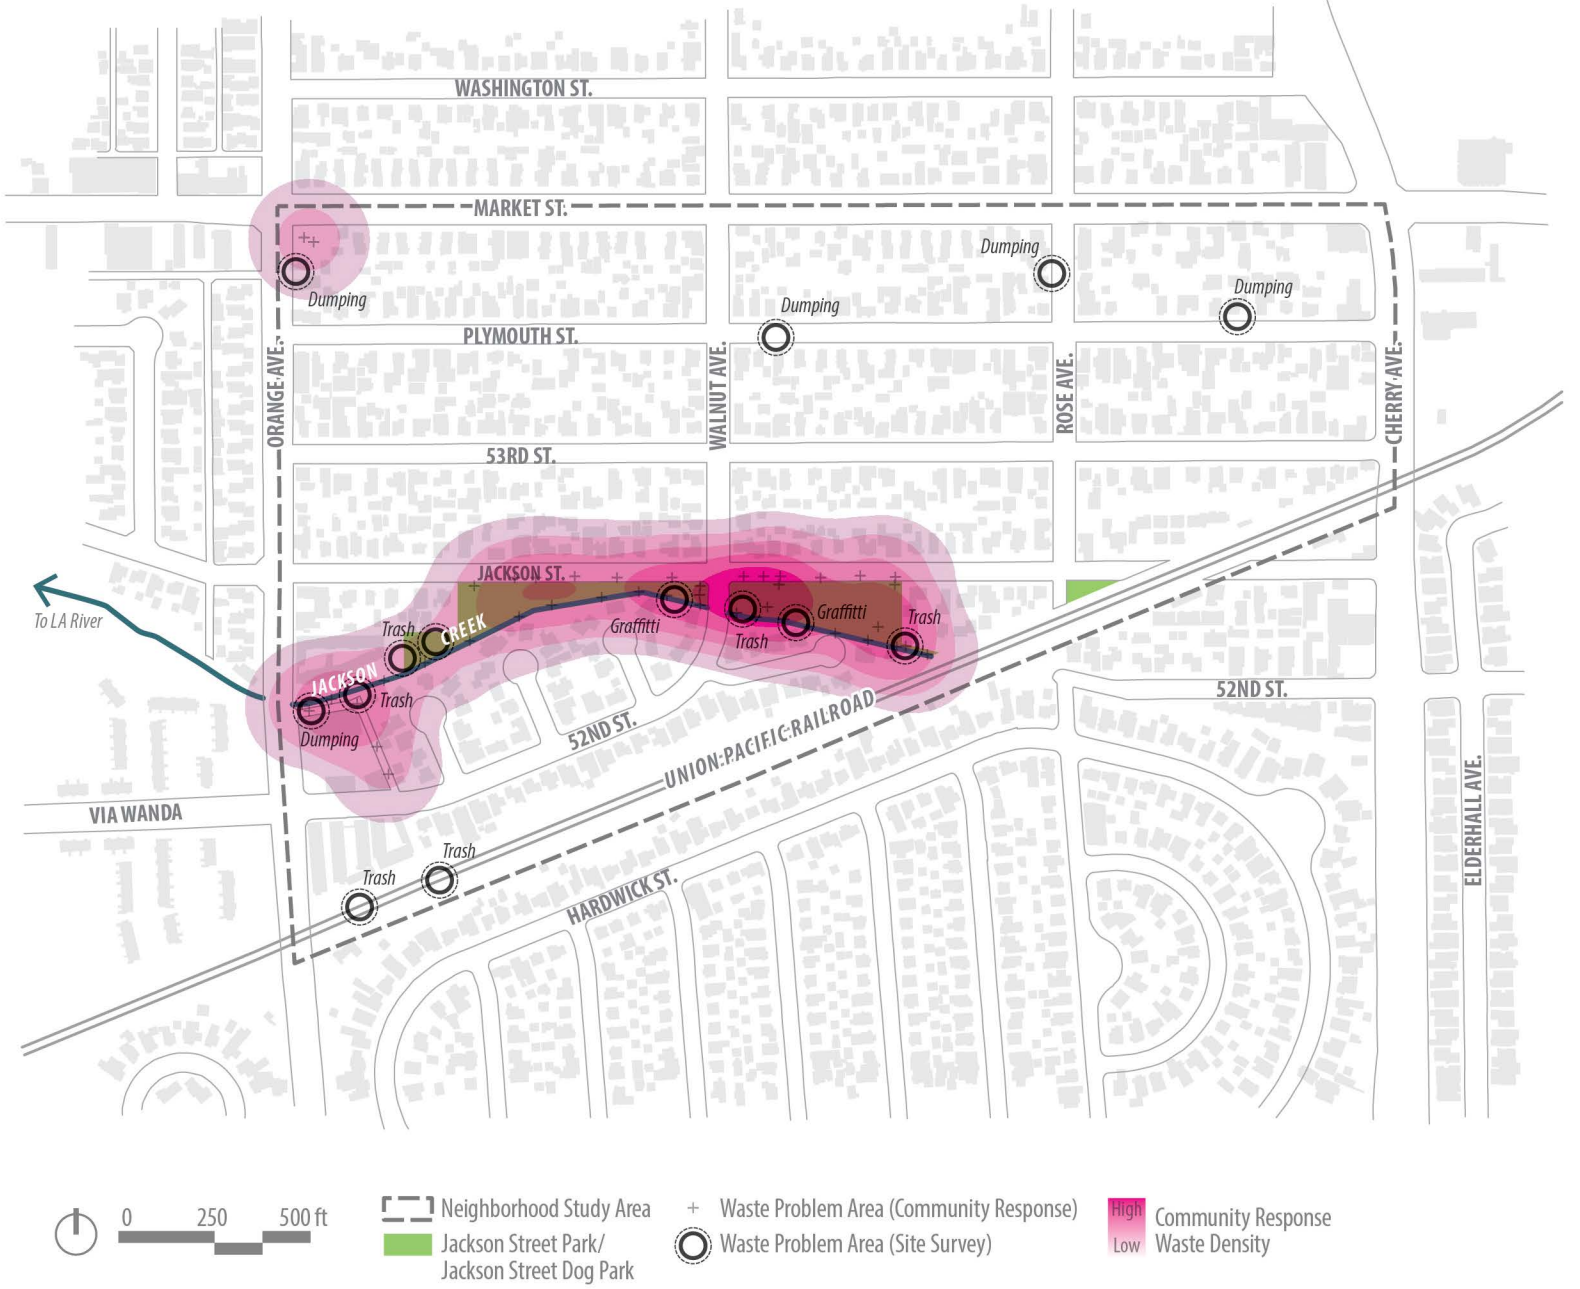 WASHINGTON ST.
MARKET ST.
Dumping
Dumping
Dumping
Dumping
PLYMOUTH ST.
ORANGE AVE.
WALNUT AVE.
ROSE AVE.
CHERRY AVE.
53RD ST.
JACKSON ST.
To LA River
Trash
CREEK
Graffitti
Trash
Graffitti
Trash
JACKSON
Trash
Dumping
52ND ST.
52ND ST.
UNION PACIFIC RAILROAD
VIA WANDA
ELDERHALL AVE.
Trash
Trash
HARDWICK ST.
0 250 500 ft
Neighborhood Study Area
Jackson Street Park/
Jackson Street Dog Park
Waste Problem Area (Community Response)
Waste Problem Area (Site Survey)
High
Low
Community Response
Waste Density